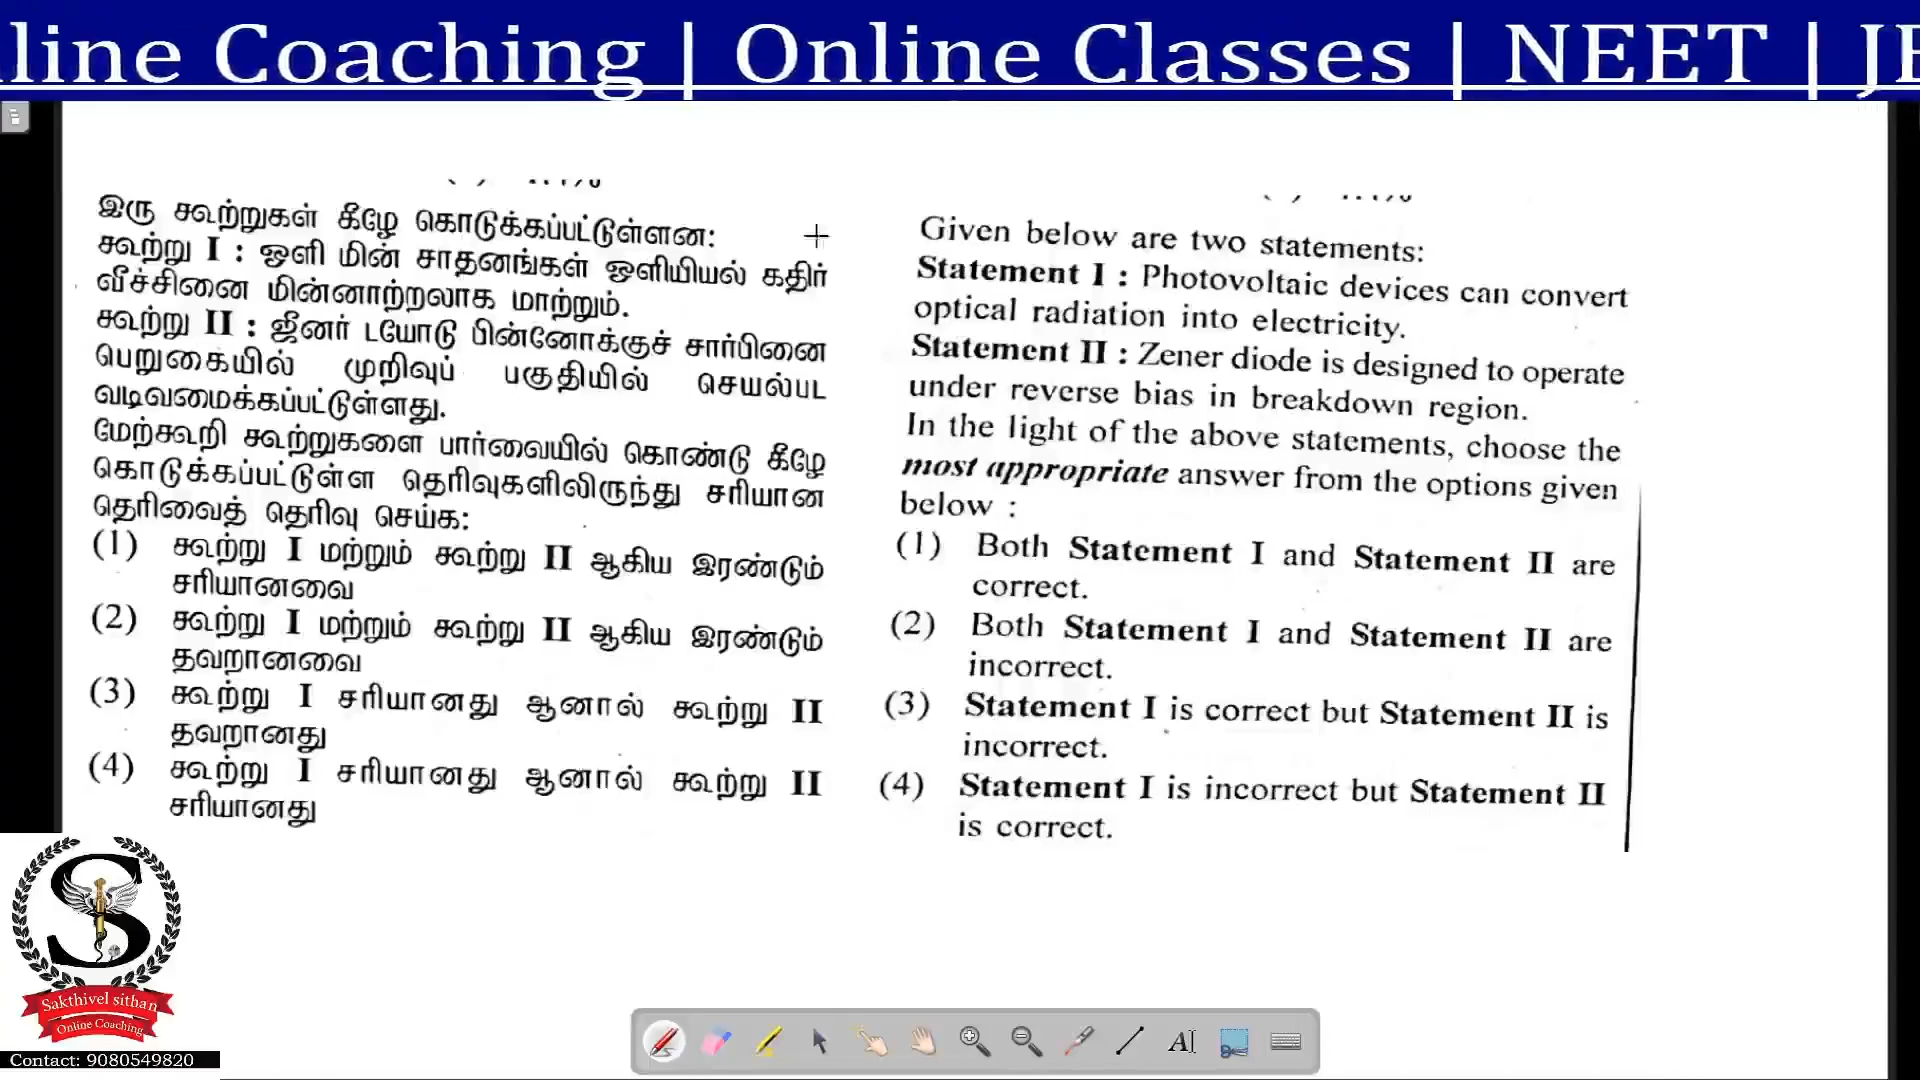 line Coaching | Online Classes | NEET | JE
இரு கூற்றுகள் கீழே கொடுக்கப்பட்டுள்ளன:
கூற்று I : ஒளி மின் சாதனங்கள் ஒளியியல் கதிர்
வீச்சினை மின்னாற்றலாக மாற்றும்.
கூற்று II : ஜீனர் டயோடு பின்னோக்குச் சார்பினை
பெறுகையில் முறிவுப் பகுதியில் செயல்பட
வடிவமைக்கப்பட்டுள்ளது.
மேற்கூறி கூற்றுகளை பார்வையில் கொண்டு கீழே
கொடுக்கப்பட்டுள்ள தெரிவுகளிலிருந்து சரியான
தெரிவைத் தெரிவு செய்க:
(1) கூற்று I மற்றும் கூற்று II ஆகிய இரண்டும்
சரியானவை
(2) கூற்று I மற்றும் கூற்று II ஆகிய இரண்டும்
தவறானவை
(3) கூற்று I சரியானது ஆனால் கூற்று II
தவறானது
(4) கூற்று I சரியானது ஆனால் கூற்று II
சரியானது
Given below are two statements:
Statement I : Photovoltaic devices can convert
optical radiation into electricity.
Statement II : Zener diode is designed to operate
under reverse bias in breakdown region.
In the light of the above statements, choose the
most appropriate answer from the options given
below :
(1) Both Statement I and Statement II are
correct.
(2) Both Statement I and Statement II are
incorrect.
(3) Statement I is correct but Statement II is
incorrect.
(4) Statement I is incorrect but Statement II
is correct.
S
Sakthivel sithan
Online Coaching
Contact: 9080549820